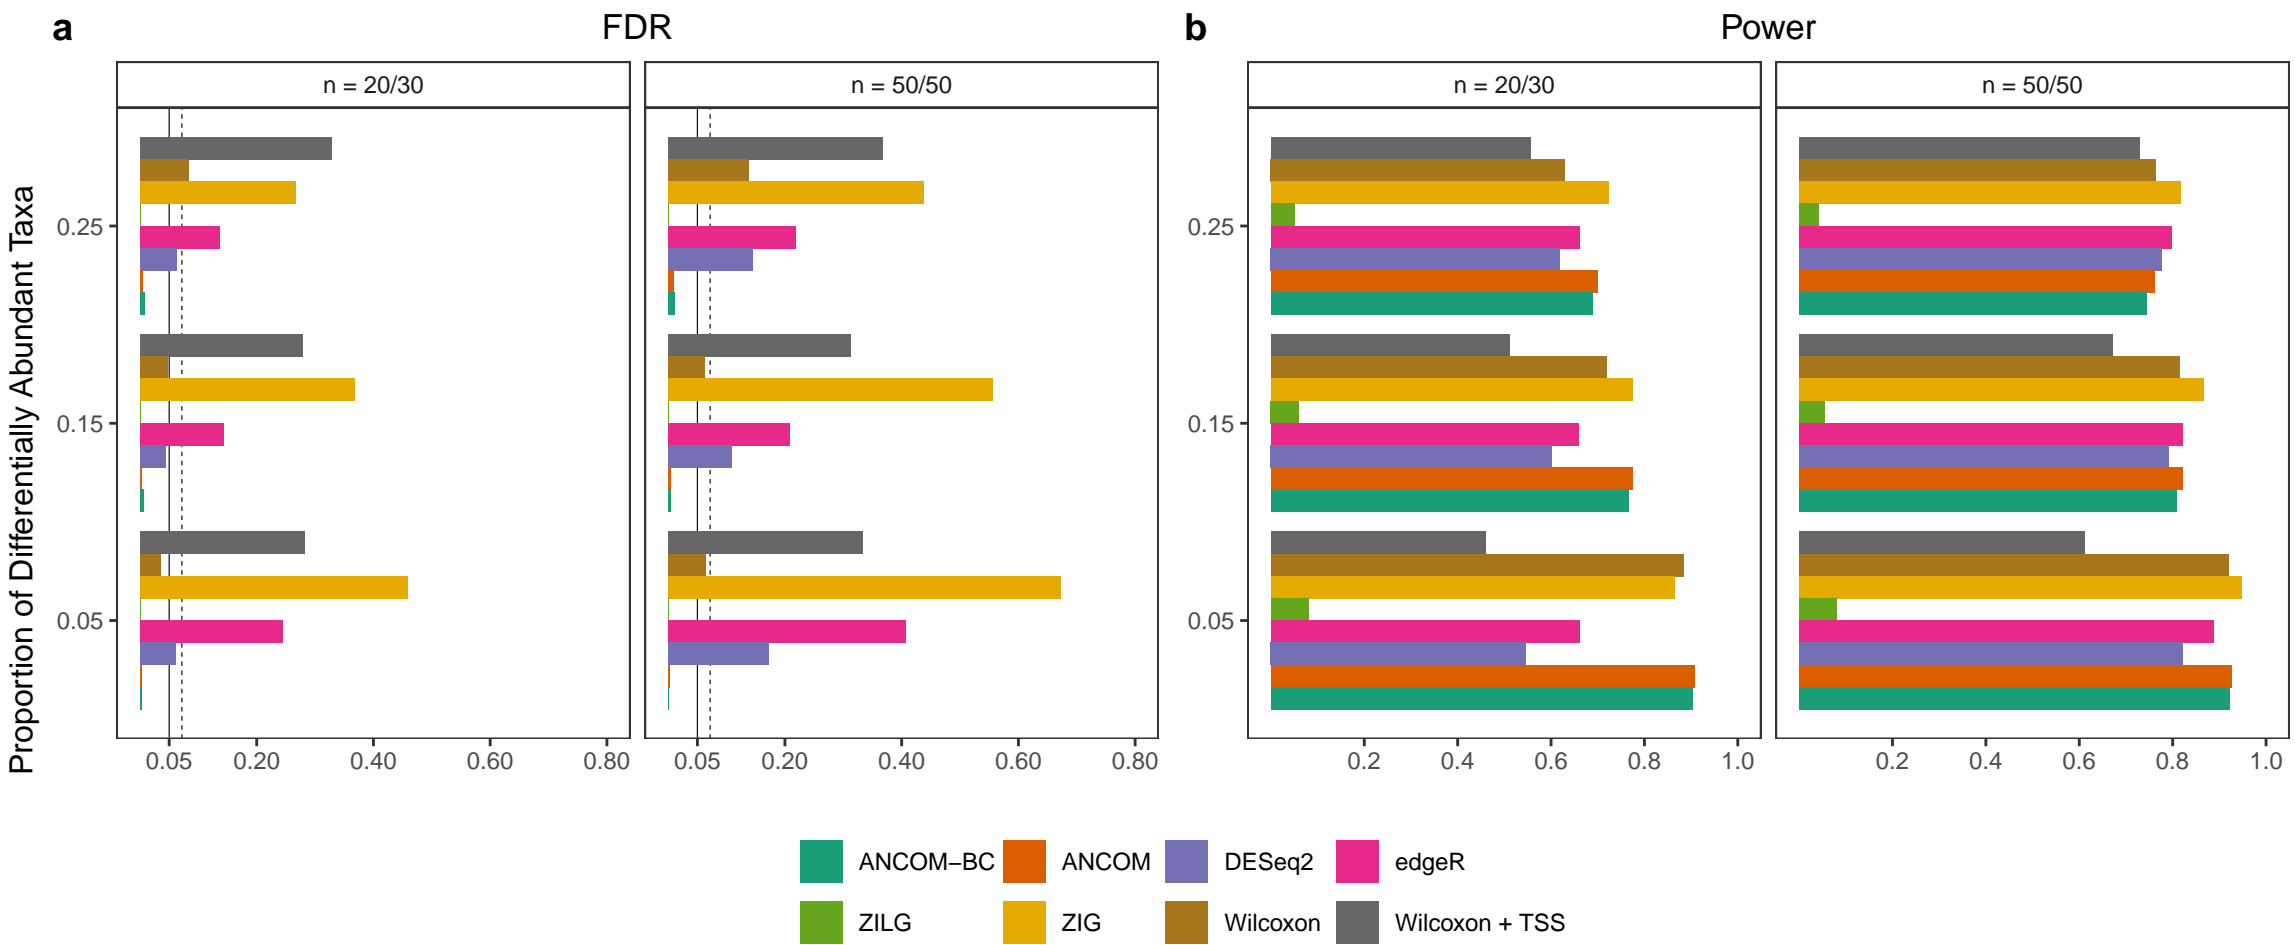 a FDR
n = 20/30 n = 50/50
Proportion of Differentially Abundant Taxa
0.25
0.15
0.05
0.05 0.20 0.40 0.60 0.80 0.05 0.20 0.40 0.60 0.80
b Power
n = 20/30 n = 50/50
0.25
0.15
0.05
0.2 0.4 0.6 0.8 1.0 0.2 0.4 0.6 0.8 1.0
ANCOM−BC ANCOM DESeq2 edgeR
ZILG ZIG Wilcoxon Wilcoxon + TSS